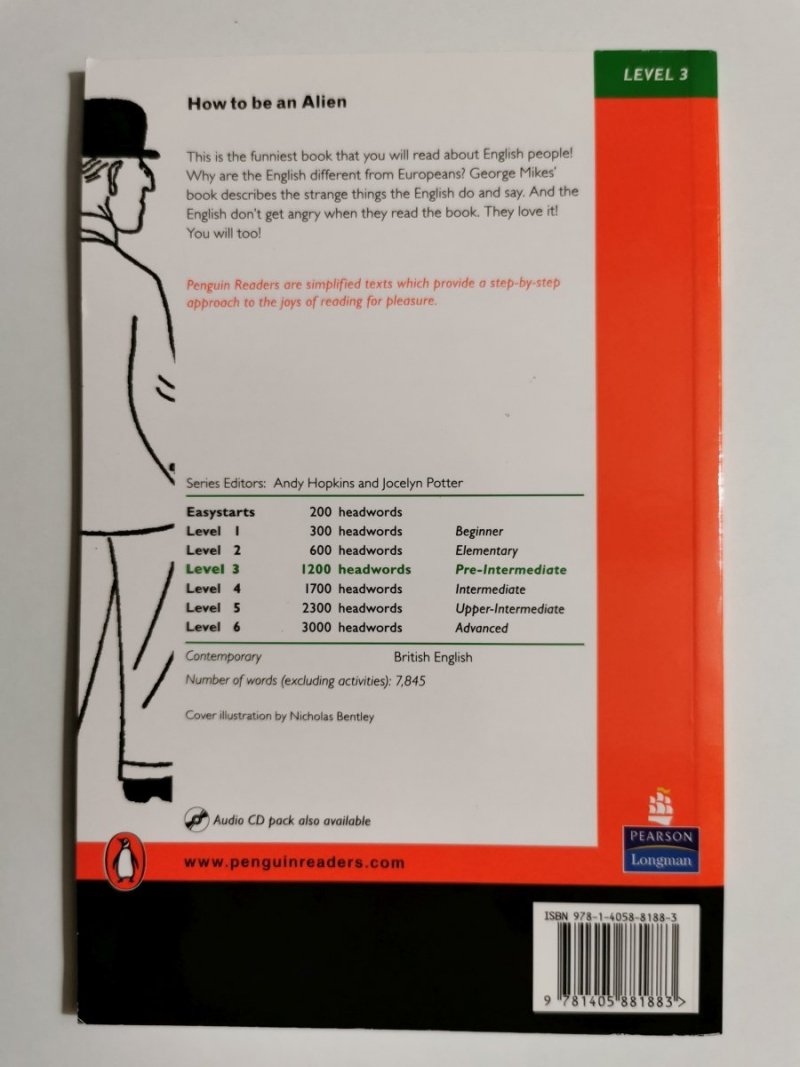 LEVEL 3
How to be an Alien
This is the funniest book that you will read about English people!
Why are the English different from Europeans? George Mikes'
book describes the strange things the English do and say. And the
English don't get angry when they read the book. They love it!
You will too!
Penguin Readers are simplified texts which provide a step-by-step
approach to the joys of reading for pleasure.
Series Editors: Andy Hopkins and Jocelyn Potter
Easystarts 200 headwords
Level 1 300 headwords Beginner
Level 2 600 headwords Elementary
Level 3 1200 headwords Pre-Intermediate
Level 4 1700 headwords Intermediate
Level 5 2300 headwords Upper-Intermediate
Level 6 3000 headwords Advanced
Contemporary British English
Number of words (excluding activities): 7,845
Cover illustration by Nicholas Bentley
Audio CD pack also available
www.penguinreaders.com
PEARSON
Longman
ISBN 978-1-4058-8188-3
9 781405 881883 >